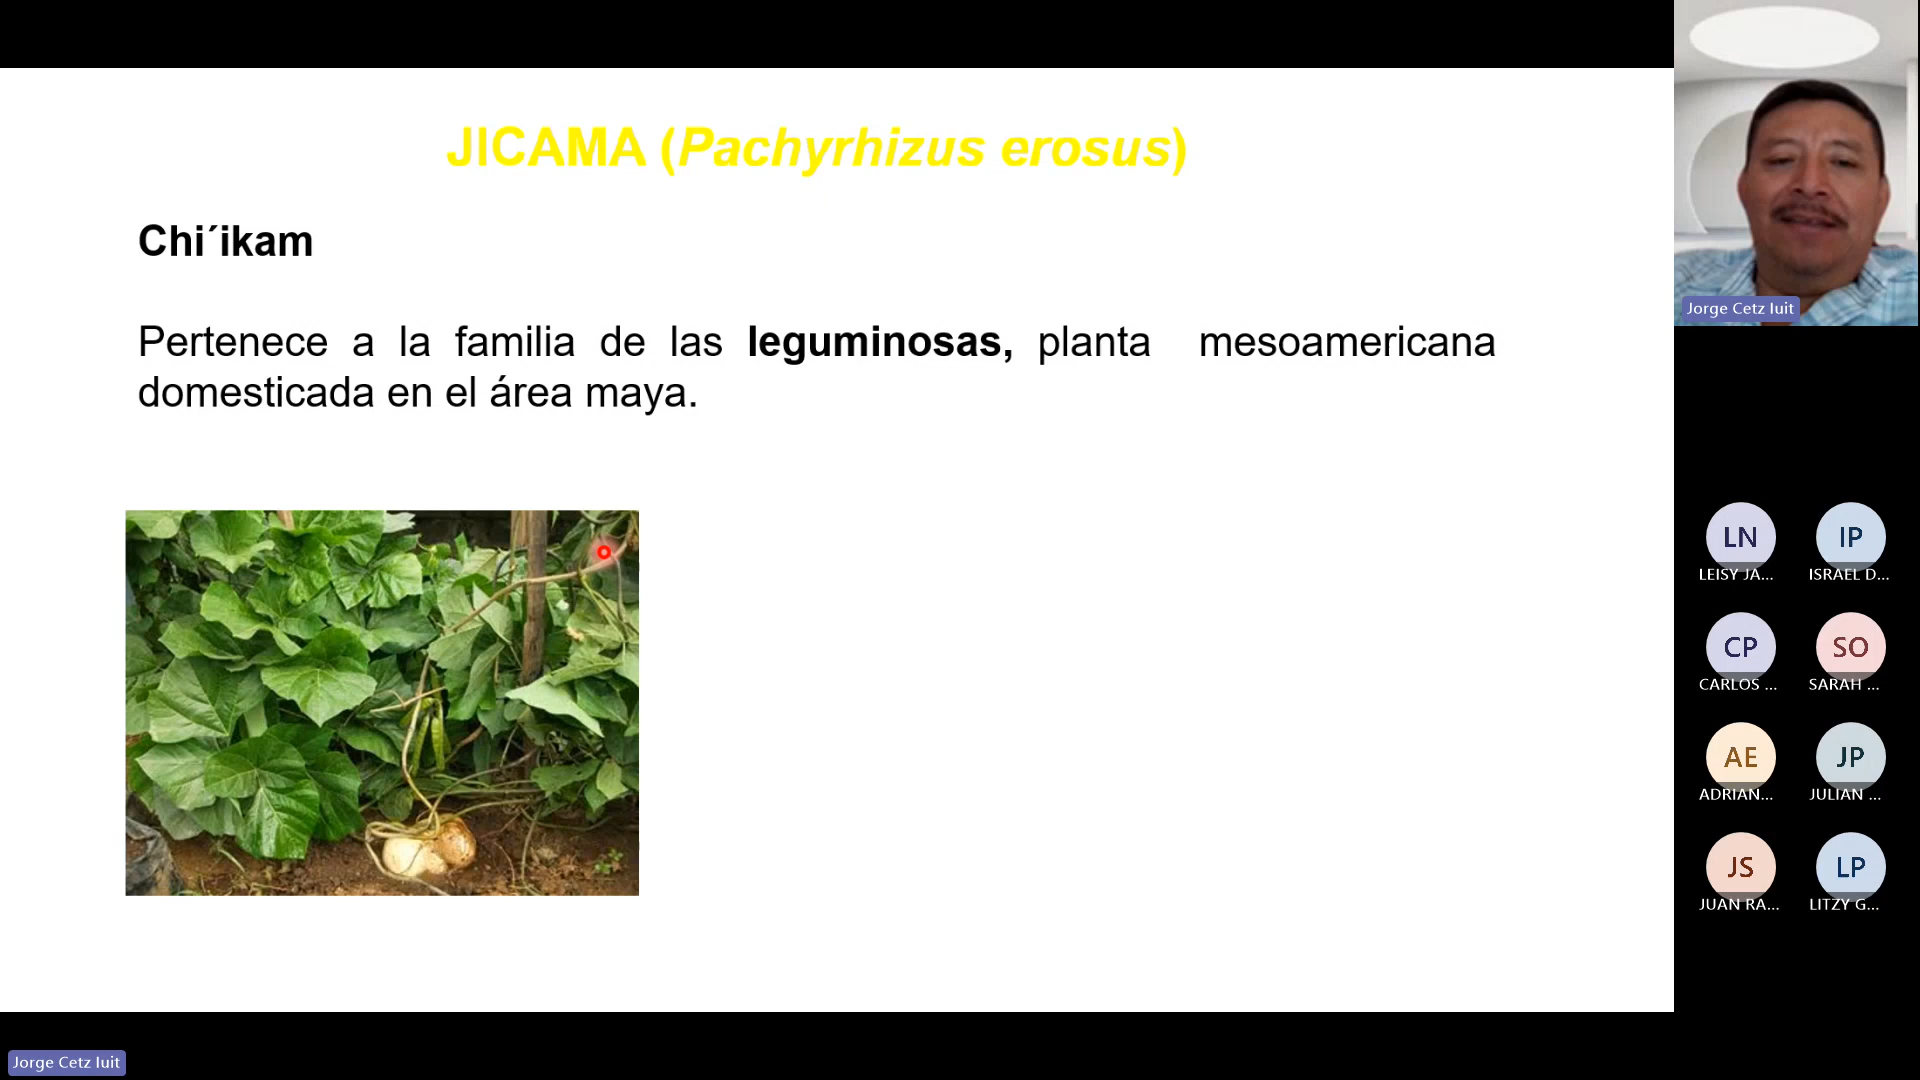 JICAMA (Pachyrhizus erosus)
Chi´ikam
Pertenece a la familia de las leguminosas, planta mesoamericana
domesticada en el área maya.
Jorge Cetz Iuit
LN
IP
LEISY JA...
ISRAEL D...
CP
SO
CARLOS ...
SARAH ...
AE
JP
ADRIAN...
JULIAN ...
JS
LP
JUAN RA...
LITZY G...
Jorge Cetz Iuit